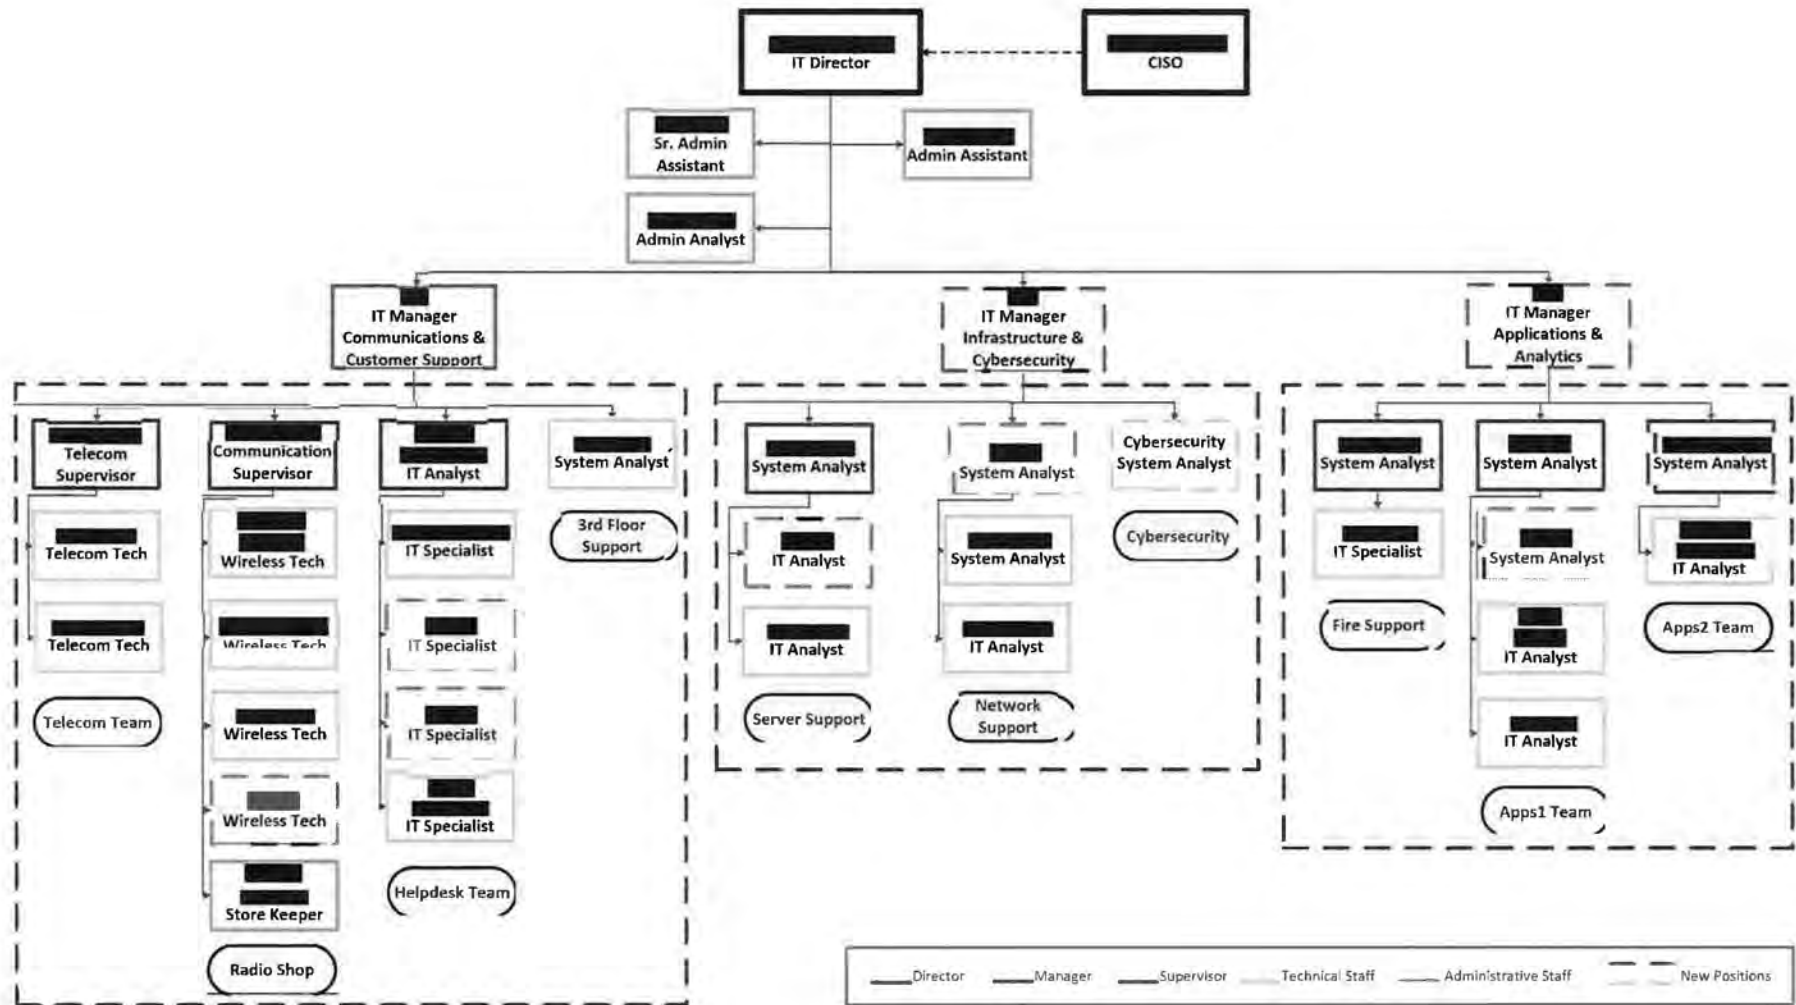 IT Director
CISO
Sr. Admin
Assistant
Admin Assistant
Admin Analyst
IT Manager
Communications &
Customer Support
IT Manager
Infrastructure &
Cybersecurity
IT Manager
Applications &
Analytics
Telecom
Supervisor
Telecom Tech
Telecom Tech
Telecom Team
Communication
Supervisor
Wireless Tech
Wireless Tech
Wireless Tech
Wireless Tech
Store Keeper
Radio Shop
IT Analyst
IT Specialist
IT Specialist
IT Specialist
IT Specialist
Helpdesk Team
System Analyst
3rd Floor
Support
System Analyst
IT Analyst
IT Analyst
Server Support
System Analyst
System Analyst
IT Analyst
Network
Support
Cybersecurity
System Analyst
Cybersecurity
System Analyst
IT Specialist
Fire Support
System Analyst
System Analyst
IT Analyst
IT Analyst
Apps1 Team
System Analyst
IT Analyst
Apps2 Team
Director
Manager
Supervisor
Technical Staff
Administrative Staff
New Positions